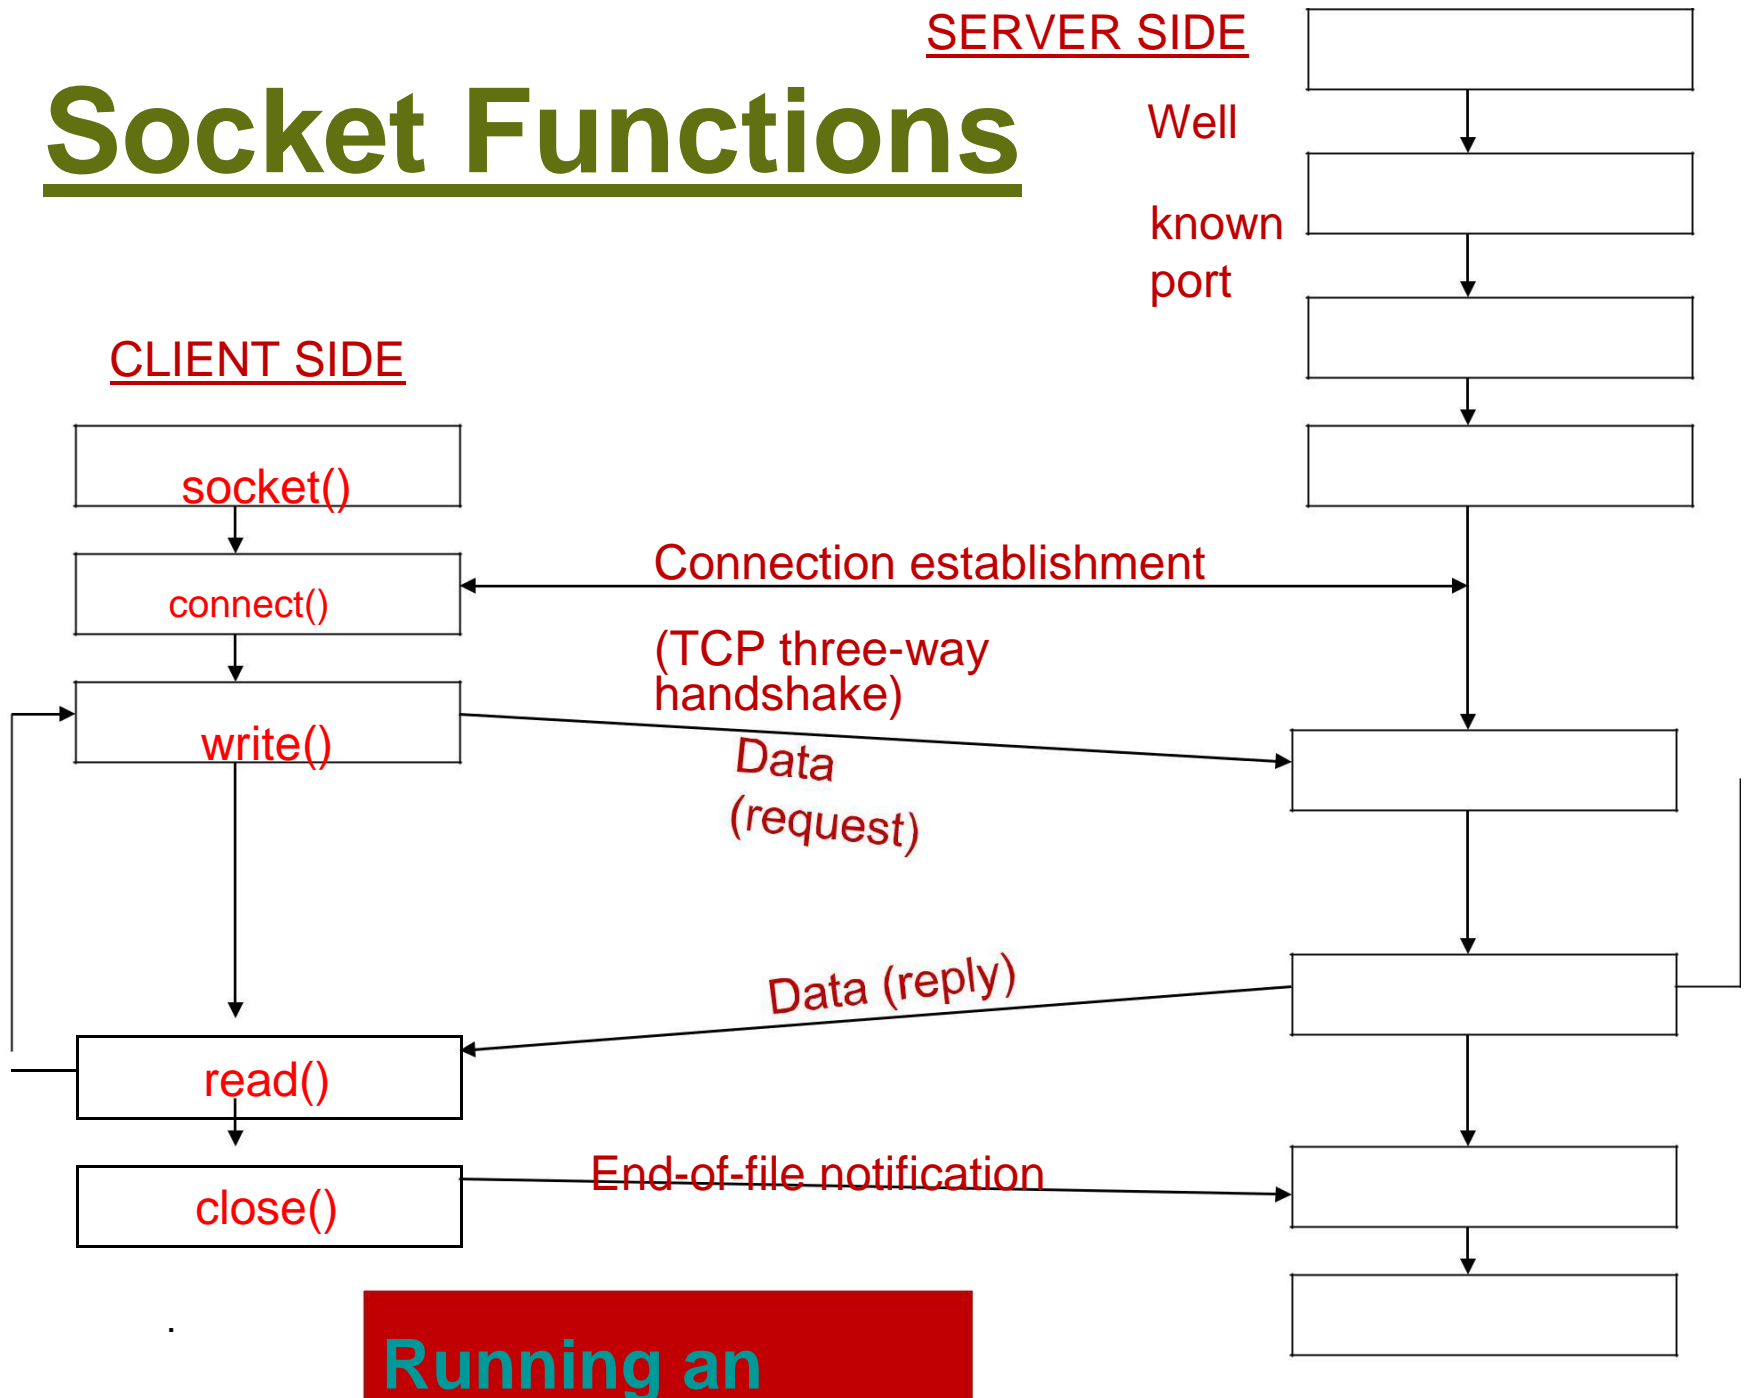 SERVER SIDE
Socket Functions
Well
known
port
CLIENT SIDE
socket()
connect()
write()
read()
close()
Connection establishment
(TCP three-way
handshake)
Data
(request)
Data (reply)
End-of-file notification
.
Running an